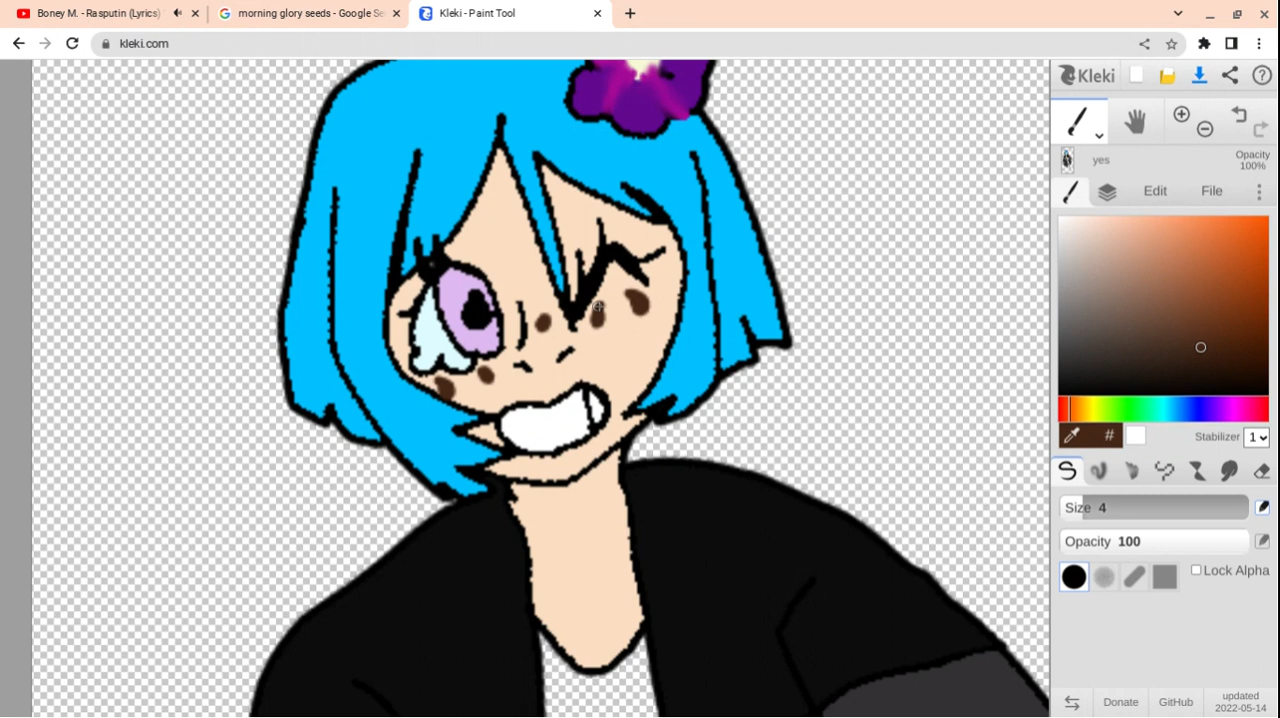 Boney M. - Rasputin (Lyrics)
morning glory seeds - Google Se
Kleki - Paint Tool
kleki.com
Kleki
yes
Opacity
100%
Edit
File
#
Stabilizer 1
Size 4
Opacity 100
Lock Alpha
Donate
GitHub
updated
2022-05-14